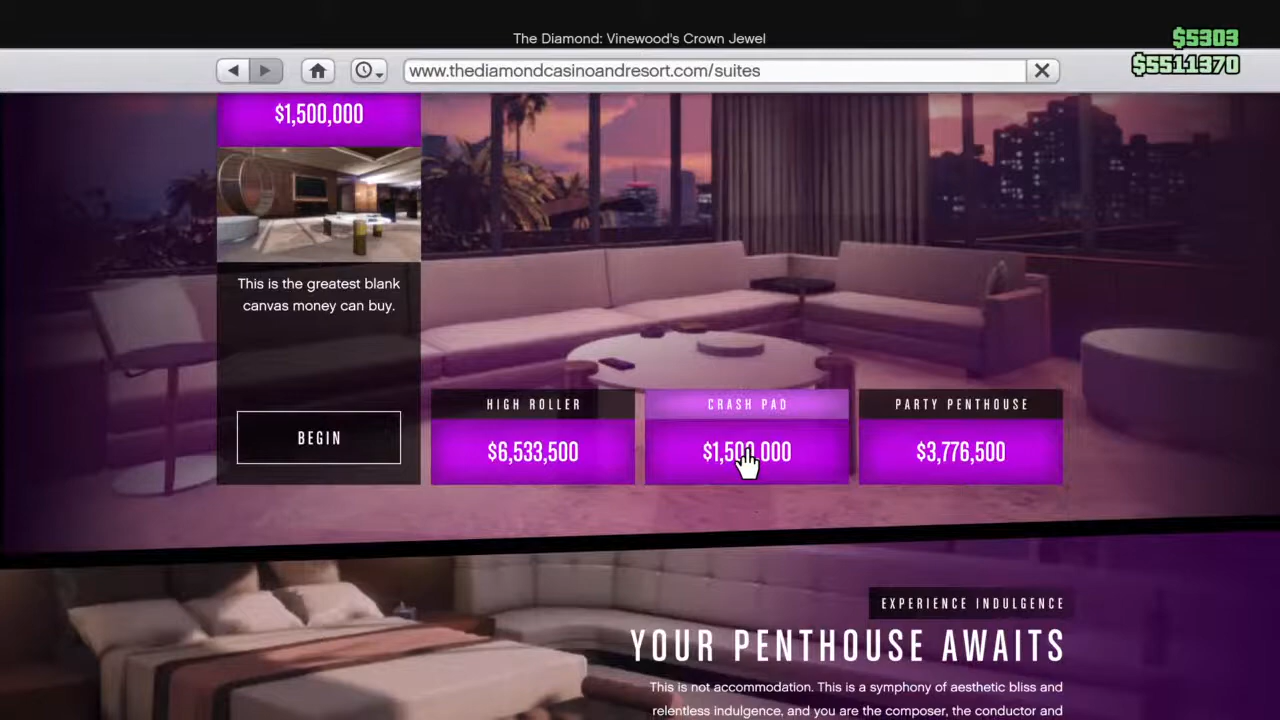 The Diamond: Vinewood's Crown Jewel
$5303
$5511370
www.thediamondcasinoandresort.com/suites
$1,500,000
This is the greatest blank
canvas money can buy.
BEGIN
HIGH ROLLER
$6,533,500
CRASH PAD
PARTY PENTHOUSE
$3,776,500
EXPERIENCE INDULGENCE
YOUR PENTHOUSE AWAITS
This is not accommodation. This is a symphony of aesthetic bliss and
relentless indulgence, and you are the composer, the conductor and